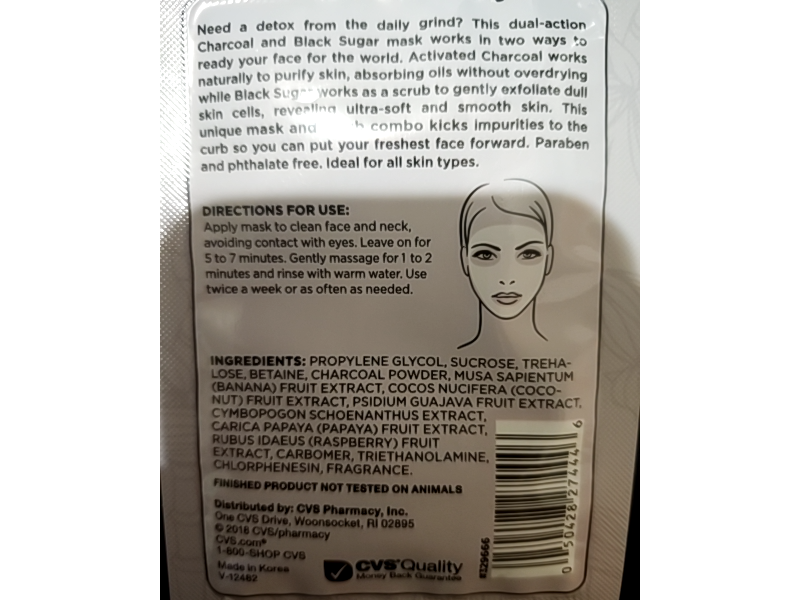 Need a detox from the daily grind? This dual-action
Charcoal and Black Sugar mask works in two ways to
ready your face for the world. Activated Charcoal works
naturally to purify skin, absorbing oils without overdrying
while Black Sugar works as a scrub to gently exfoliate dull
skin cells, revealing ultra-soft and smooth skin. This
unique mask and combo kicks impurities to the
curb so you can put your freshest face forward. Paraben
and phthalate free. Ideal for all skin types.
DIRECTIONS FOR USE:
Apply mask to clean face and neck,
avoiding contact with eyes. Leave on for
5 to 7 minutes. Gently massage for 1 to 2
minutes and rinse with warm water. Use
twice a week or as often as needed.
INGREDIENTS: PROPYLENE GLYCOL, SUCROSE, TREHA-
LOSE, BETAINE, CHARCOAL POWDER, MUSA SAPIENTUM
(BANANA) FRUIT EXTRACT, COCOS NUCIFERA (COCO-
NUT) FRUIT EXTRACT, PSIDIUM GUAJAVA FRUIT EXTRACT,
CYMBOPOGON SCHOENANTHUS EXTRACT,
CARICA PAPAYA (PAPAYA) FRUIT EXTRACT,
RUBUS IDAEUS (RASPBERRY) FRUIT
EXTRACT, CARBOMER, TRIETHANOLAMINE,
CHLORPHENESIN, FRAGRANCE.
FINISHED PRODUCT NOT TESTED ON ANIMALS
Distributed by: CVS Pharmacy, Inc.
One CVS Drive, Woonsocket, RI 02895
© 2016 CVS/pharmacy
CVS.com®
1-800-SHOP CVS
Made in Korea
V-12482
CVS® Quality
Money Back Guarantee
#329666
0 50428 27444 6